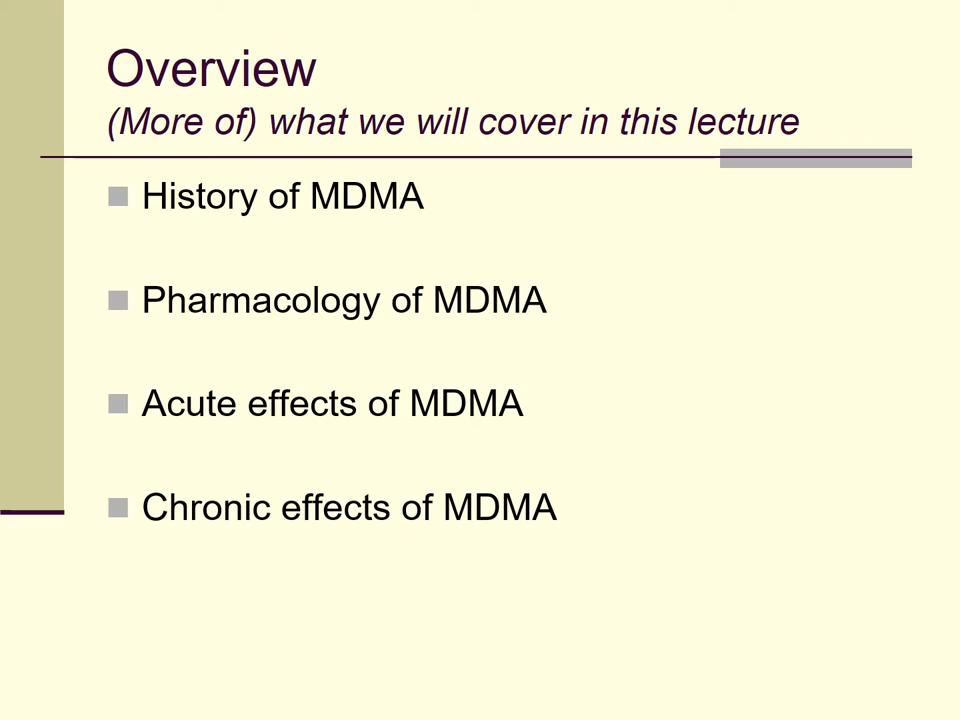 Overview
(More of) what we will cover in this lecture
History of MDMA
Pharmacology of MDMA
Acute effects of MDMA
Chronic effects of MDMA